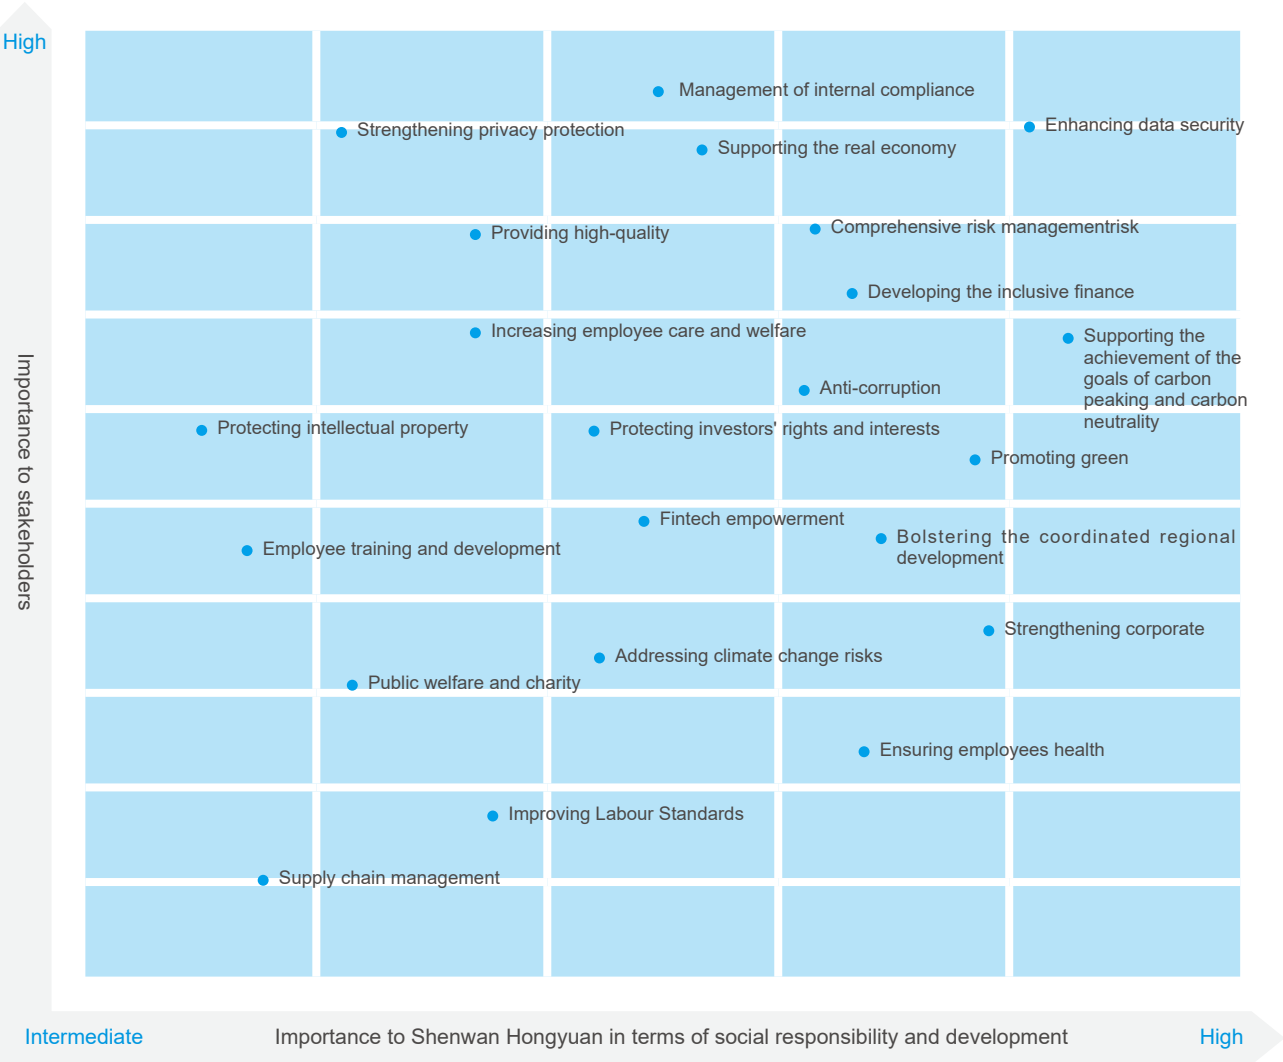 High
Management of internal compliance
Enhancing data security
Strengthening privacy protection
Supporting the real economy
Comprehensive risk managementrisk
Providing high-quality
Developing the inclusive finance
Increasing employee care and welfare
Supporting the
achievement of the
goals of carbon
peaking and carbon
neutrality
Anti-corruption
Protecting intellectual property
Protecting investors' rights and interests
Promoting green
Fintech empowerment
Bolstering the coordinated regional
development
Employee training and development
Strengthening corporate
Addressing climate change risks
Public welfare and charity
Ensuring employees health
Improving Labour Standards
Supply chain management
Importance to stakeholders
Intermediate
Importance to Shenwan Hongyuan in terms of social responsibility and development
High